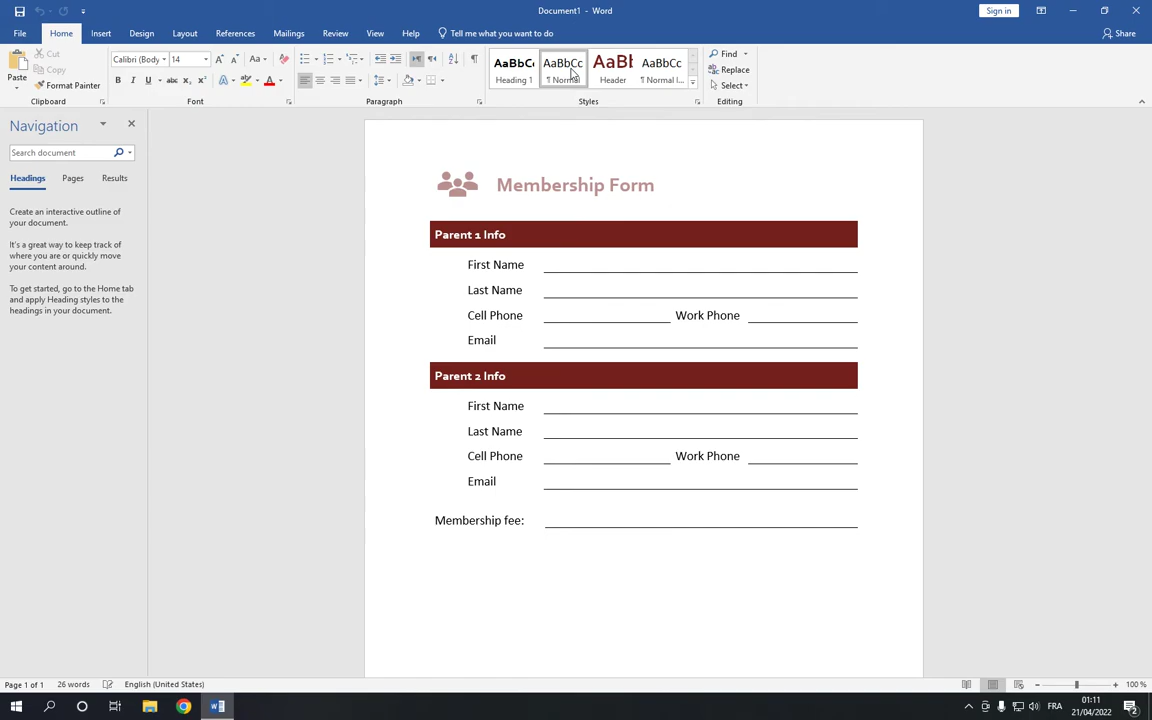 Document1 - Word
Sign in
File Home Insert Design Layout References Mailings Review View Help Tell me what you want to do Share
Paste
Cut
Copy
Format Painter
Clipboard
Calibri (Body) 14
Font
Paragraph
AaBbCc Heading 1
AaBbCc ¶ Normal
AaBb Header
AaBbCc ¶ Normal I...
Styles
Find
Replace
Select
Editing
Navigation
Search document
Headings Pages Results
Create an interactive outline of
your document.
It's a great way to keep track of
where you are or quickly move
your content around.
To get started, go to the Home tab
and apply Heading styles to the
headings in your document.
Membership Form
Parent 1 Info
First Name
Last Name
Cell Phone Work Phone
Email
Parent 2 Info
First Name
Last Name
Cell Phone Work Phone
Email
Membership fee:
Page 1 of 1 26 words English (United States) 100 %
FRA
01:11
21/04/2022
2